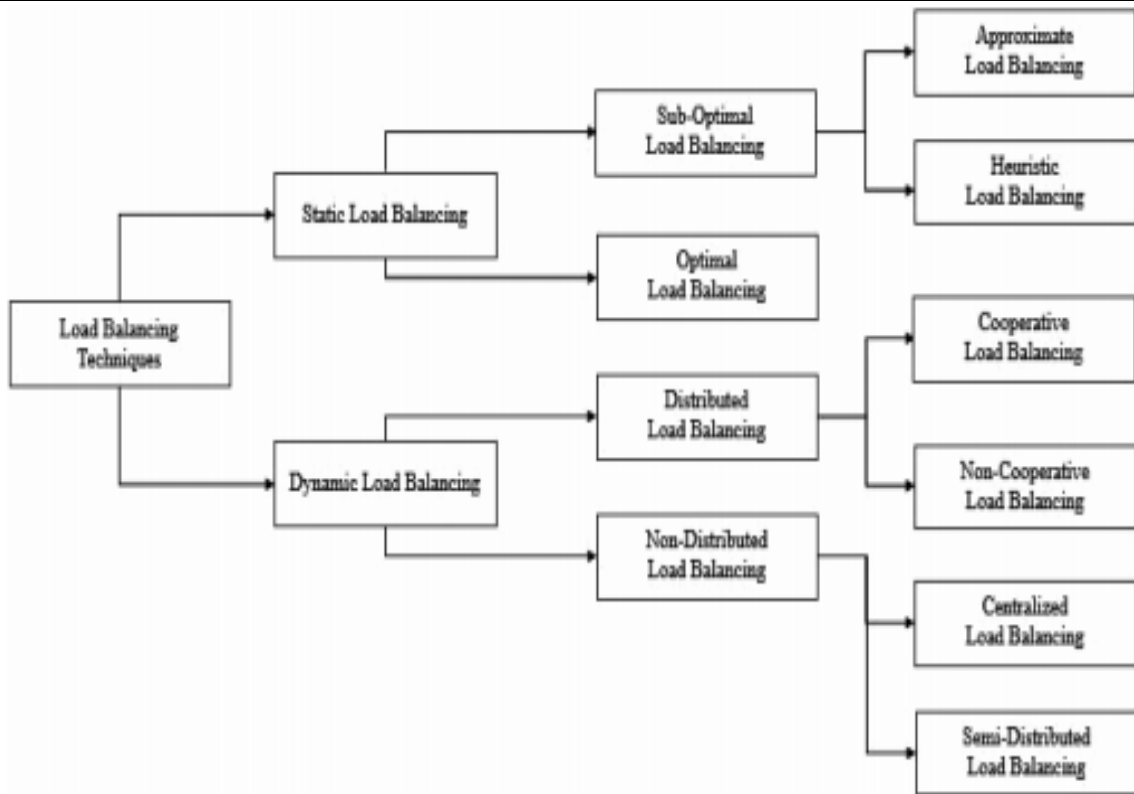 Load Balancing
Techniques
Static Load Balancing
Dynamic Load Balancing
Sub-Optimal
Load Balancing
Optimal
Load Balancing
Distributed
Load Balancing
Non-Distributed
Load Balancing
Approximate
Load Balancing
Heuristic
Load Balancing
Cooperative
Load Balancing
Non-Cooperative
Load Balancing
Centralized
Load Balancing
Semi-Distributed
Load Balancing